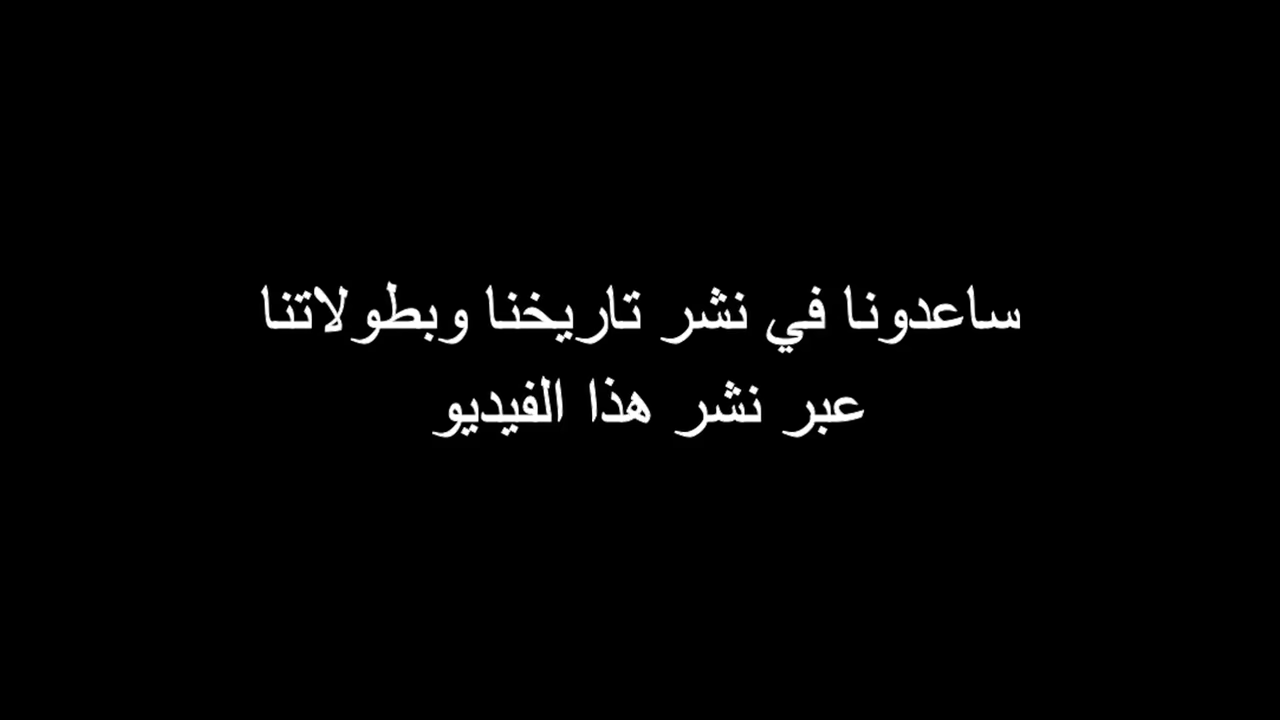 ساعدونا في نشر تاريخنا وبطولاتنا
عبر نشر هذا الفيديو